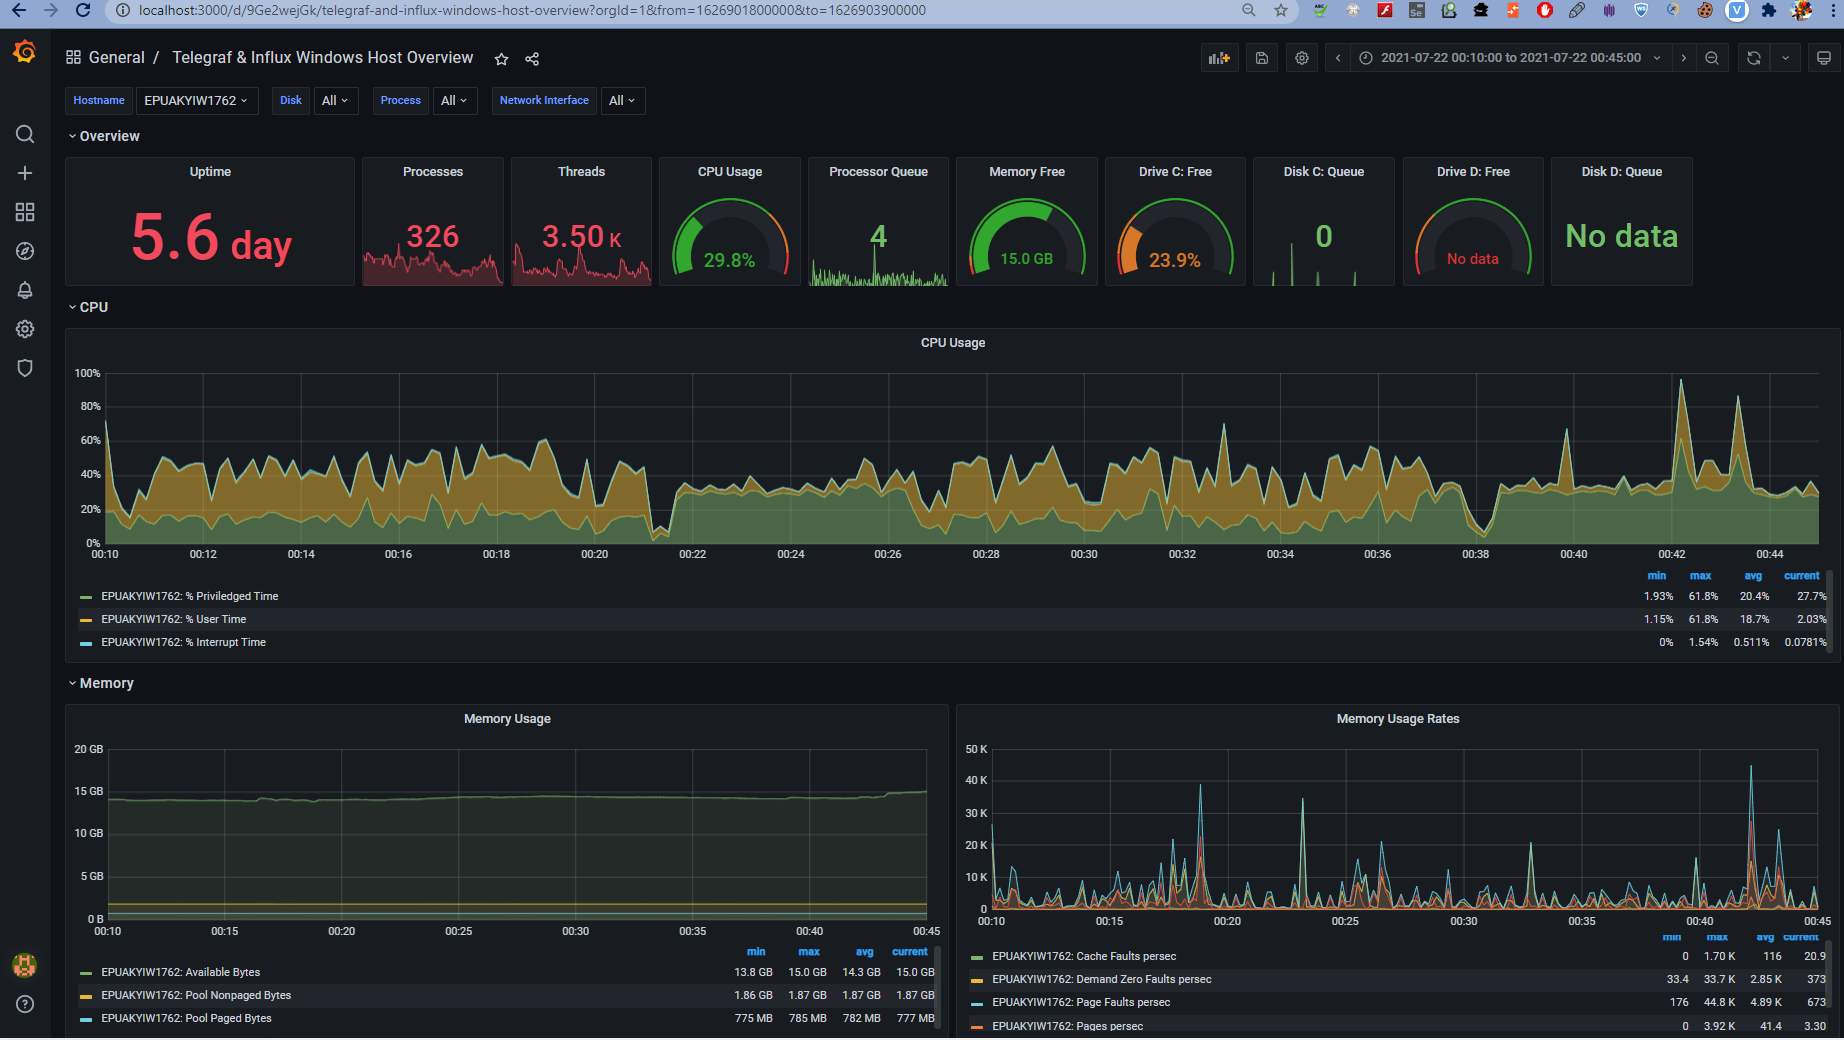 localhost:3000/d/9Ge2wejGk/telegraf-and-influx-windows-host-overview?orgId=1&from=1626901800000&to=1626903900000
General / Telegraf & Influx Windows Host Overview
2021-07-22 00:10:00 to 2021-07-22 00:45:00
Hostname EPUAKYIW1762 Disk All Process All Network Interface All
Overview
Uptime Processes Threads CPU Usage Processor Queue Memory Free Drive C: Free Disk C: Queue Drive D: Free Disk D: Queue
5.6 day 326 3.50 K 29.8% 4 15.0 GB 23.9% 0 No data No data
CPU
CPU Usage
100%
80%
60%
40%
20%
0%
00:10 00:12 00:14 00:16 00:18 00:20 00:22 00:24 00:26 00:28 00:30 00:32 00:34 00:36 00:38 00:40 00:42 00:44
min max avg current
EPUAKYIW1762: % Priviledged Time 1.93% 61.8% 20.4% 27.7%
EPUAKYIW1762: % User Time 1.15% 61.8% 18.7% 2.03%
EPUAKYIW1762: % Interrupt Time 0% 1.54% 0.511% 0.0781%
Memory
Memory Usage
20 GB
15 GB
10 GB
5 GB
0 B
00:10 00:15 00:20 00:25 00:30 00:35 00:40 00:45
min max avg current
EPUAKYIW1762: Available Bytes 13.8 GB 15.0 GB 14.3 GB 15.0 GB
EPUAKYIW1762: Pool Nonpaged Bytes 1.86 GB 1.87 GB 1.87 GB 1.87 GB
EPUAKYIW1762: Pool Paged Bytes 775 MB 785 MB 782 MB 777 MB
Memory Usage Rates
50 K
40 K
30 K
20 K
10 K
0
00:10 00:15 00:20 00:25 00:30 00:35 00:40 00:45
min max avg current
EPUAKYIW1762: Cache Faults persec 0 1.70 K 116 20.9
EPUAKYIW1762: Demand Zero Faults persec 33.4 33.7 K 2.85 K 373
EPUAKYIW1762: Page Faults persec 176 44.8 K 4.89 K 673
EPUAKYIW1762: Pages persec 0 3.92 K 41.4 3.30